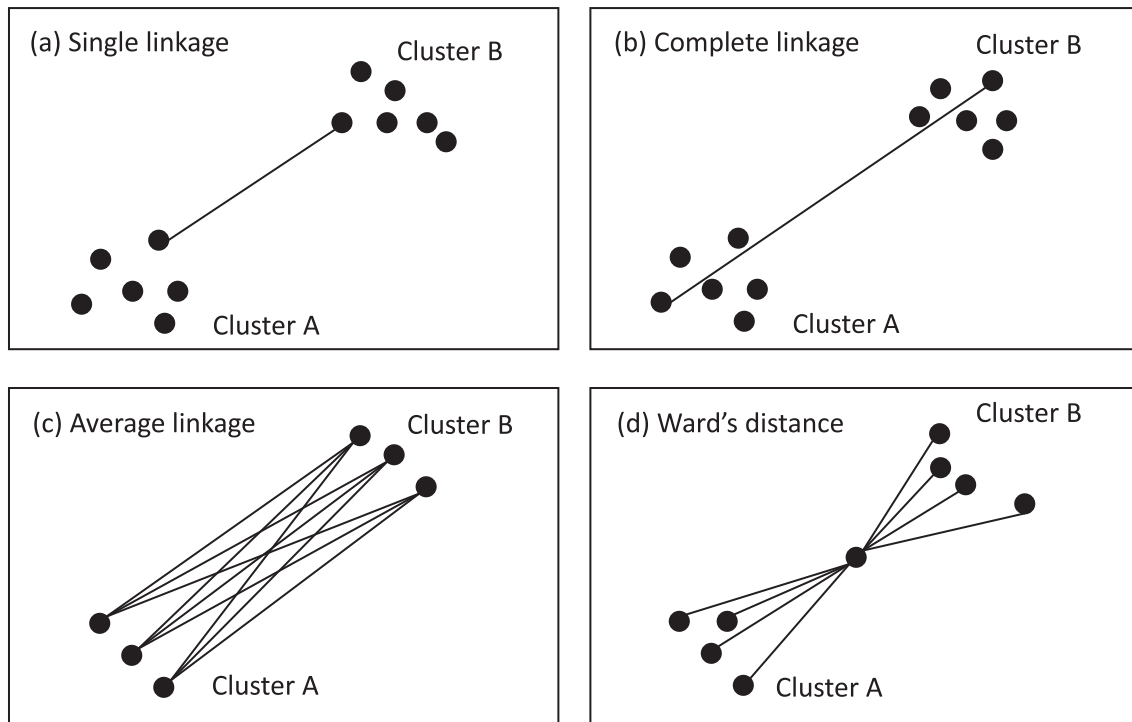 (a) Single linkage
Cluster B
Cluster A
(b) Complete linkage
Cluster B
Cluster A
(c) Average linkage
Cluster B
Cluster A
(d) Ward's distance
Cluster B
Cluster A